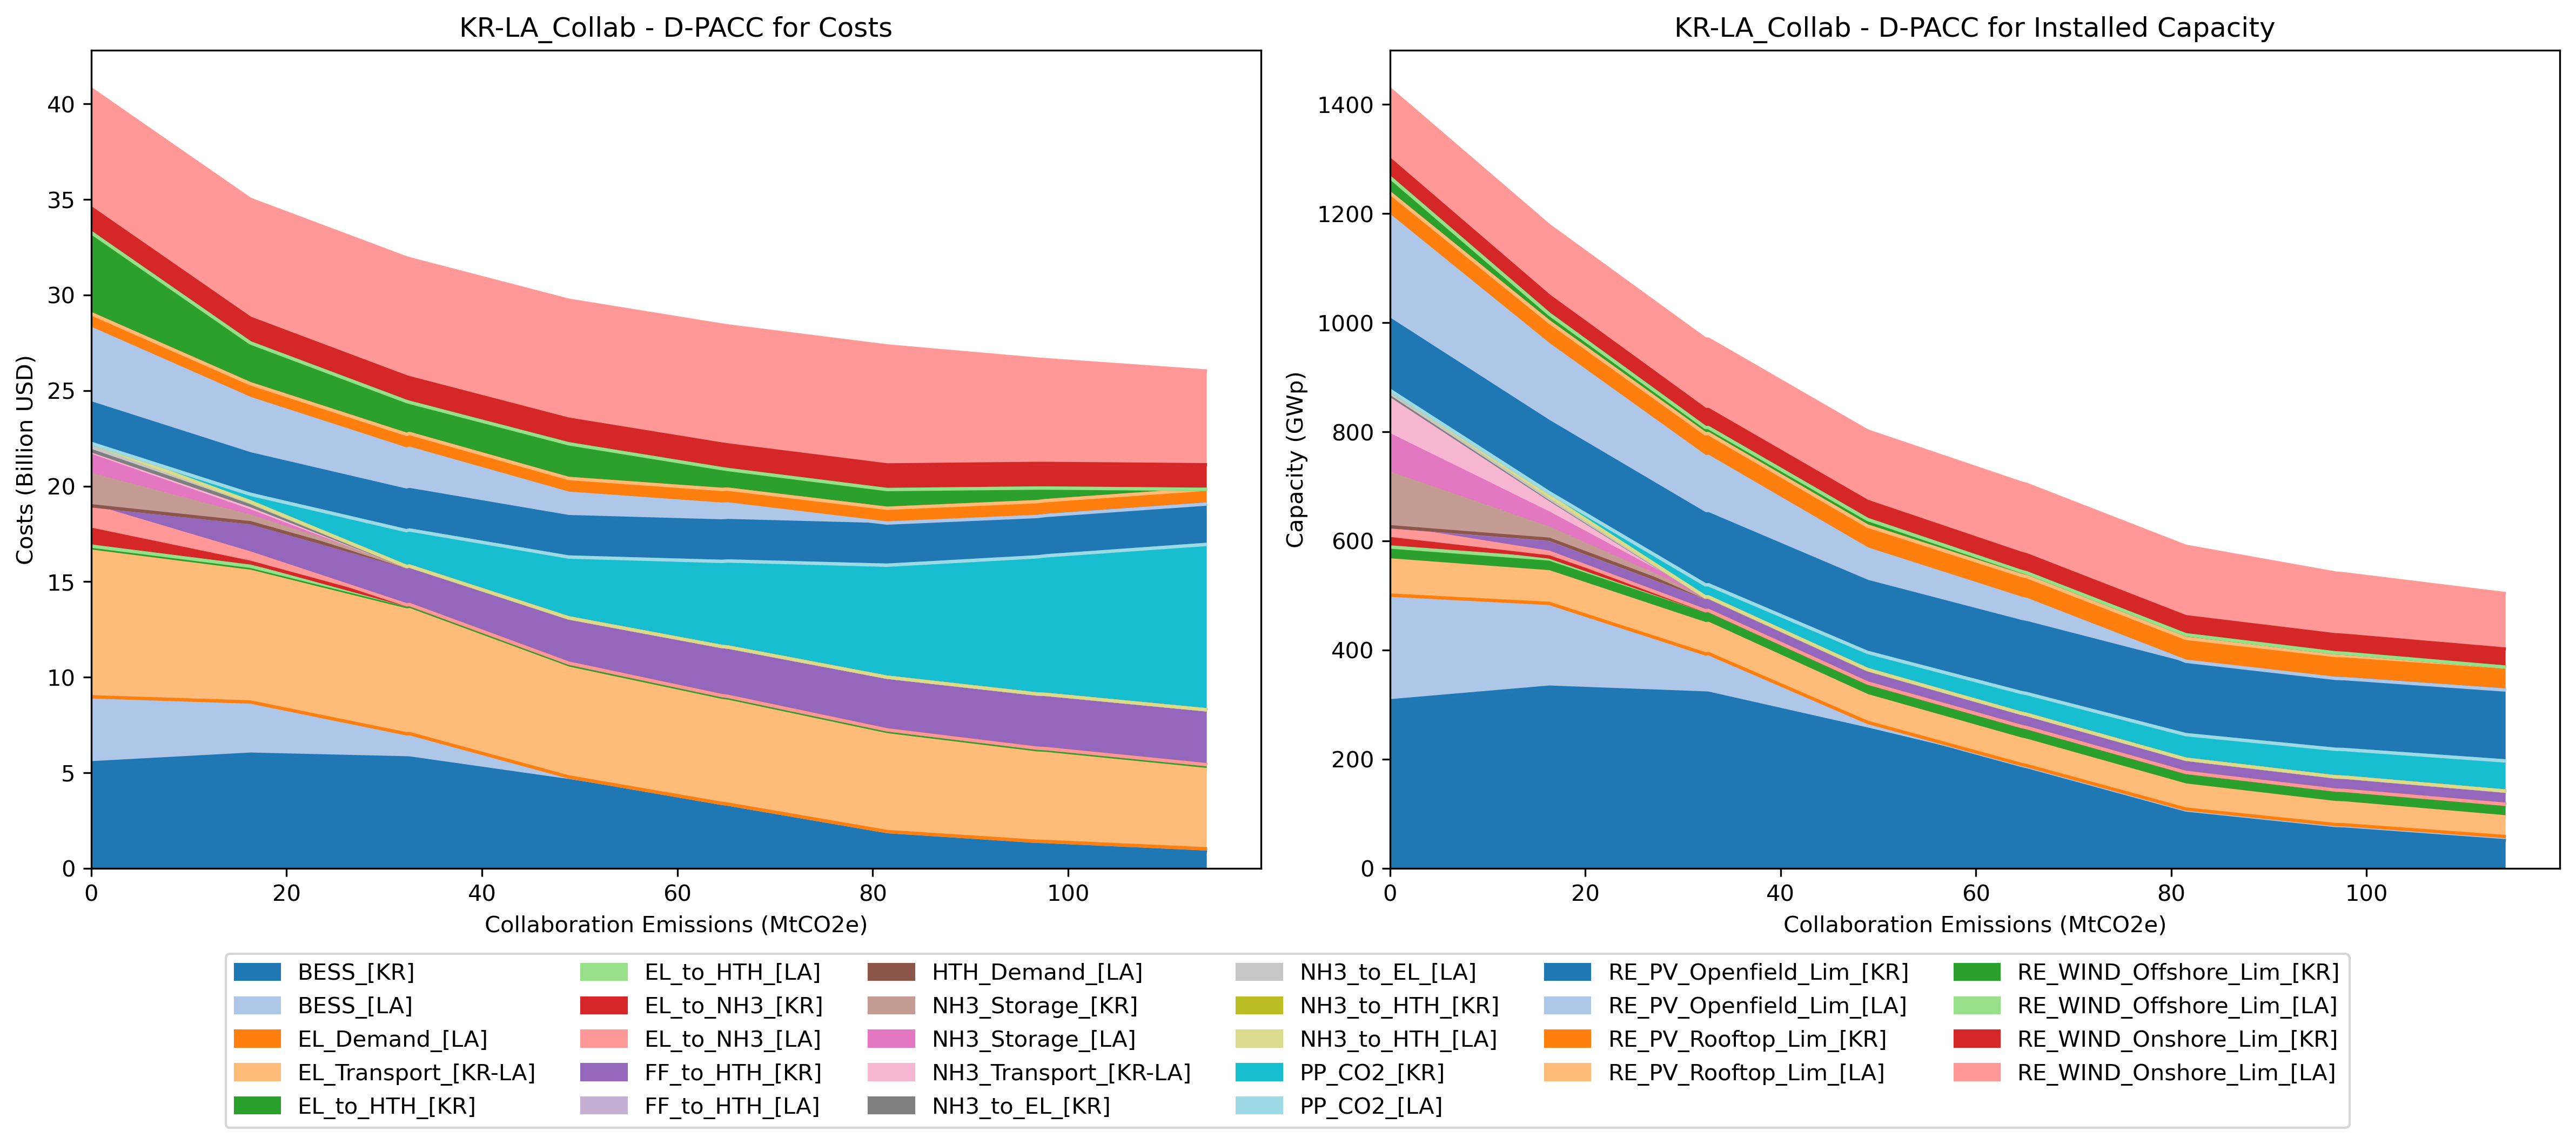 KR-LA_Collab - D-PACC for Costs
Costs (Billion USD)
40
35
30
25
20
15
10
5
0
0 20 40 60 80 100
Collaboration Emissions (MtCO2e)
KR-LA_Collab - D-PACC for Installed Capacity
Capacity (GWp)
1400
1200
1000
800
600
400
200
0
0 20 40 60 80 100
Collaboration Emissions (MtCO2e)
BESS_[KR]
BESS_[LA]
EL_Demand_[LA]
EL_Transport_[KR-LA]
EL_to_HTH_[KR]
EL_to_HTH_[LA]
EL_to_NH3_[KR]
EL_to_NH3_[LA]
FF_to_HTH_[KR]
FF_to_HTH_[LA]
HTH_Demand_[LA]
NH3_Storage_[KR]
NH3_Storage_[LA]
NH3_Transport_[KR-LA]
NH3_to_EL_[KR]
NH3_to_EL_[LA]
NH3_to_HTH_[KR]
NH3_to_HTH_[LA]
PP_CO2_[KR]
PP_CO2_[LA]
RE_PV_Openfield_Lim_[KR]
RE_PV_Openfield_Lim_[LA]
RE_PV_Rooftop_Lim_[KR]
RE_PV_Rooftop_Lim_[LA]
RE_WIND_Offshore_Lim_[KR]
RE_WIND_Offshore_Lim_[LA]
RE_WIND_Onshore_Lim_[KR]
RE_WIND_Onshore_Lim_[LA]